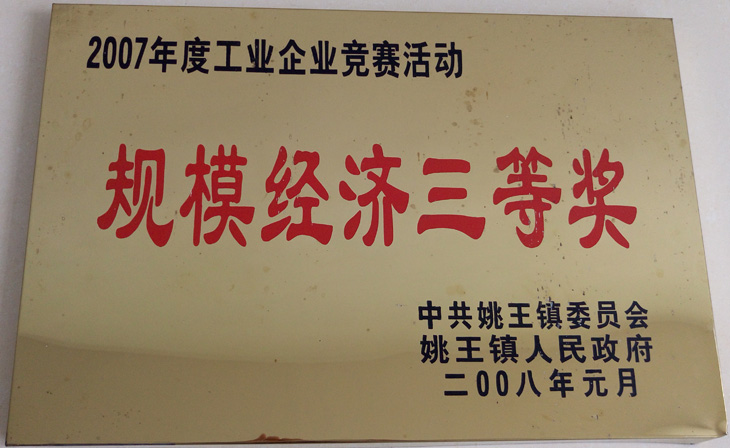 2007年度工业企业竞赛活动
规模经济三等奖
中共姚王镇委员会
姚王镇人民政府
二00八年元月